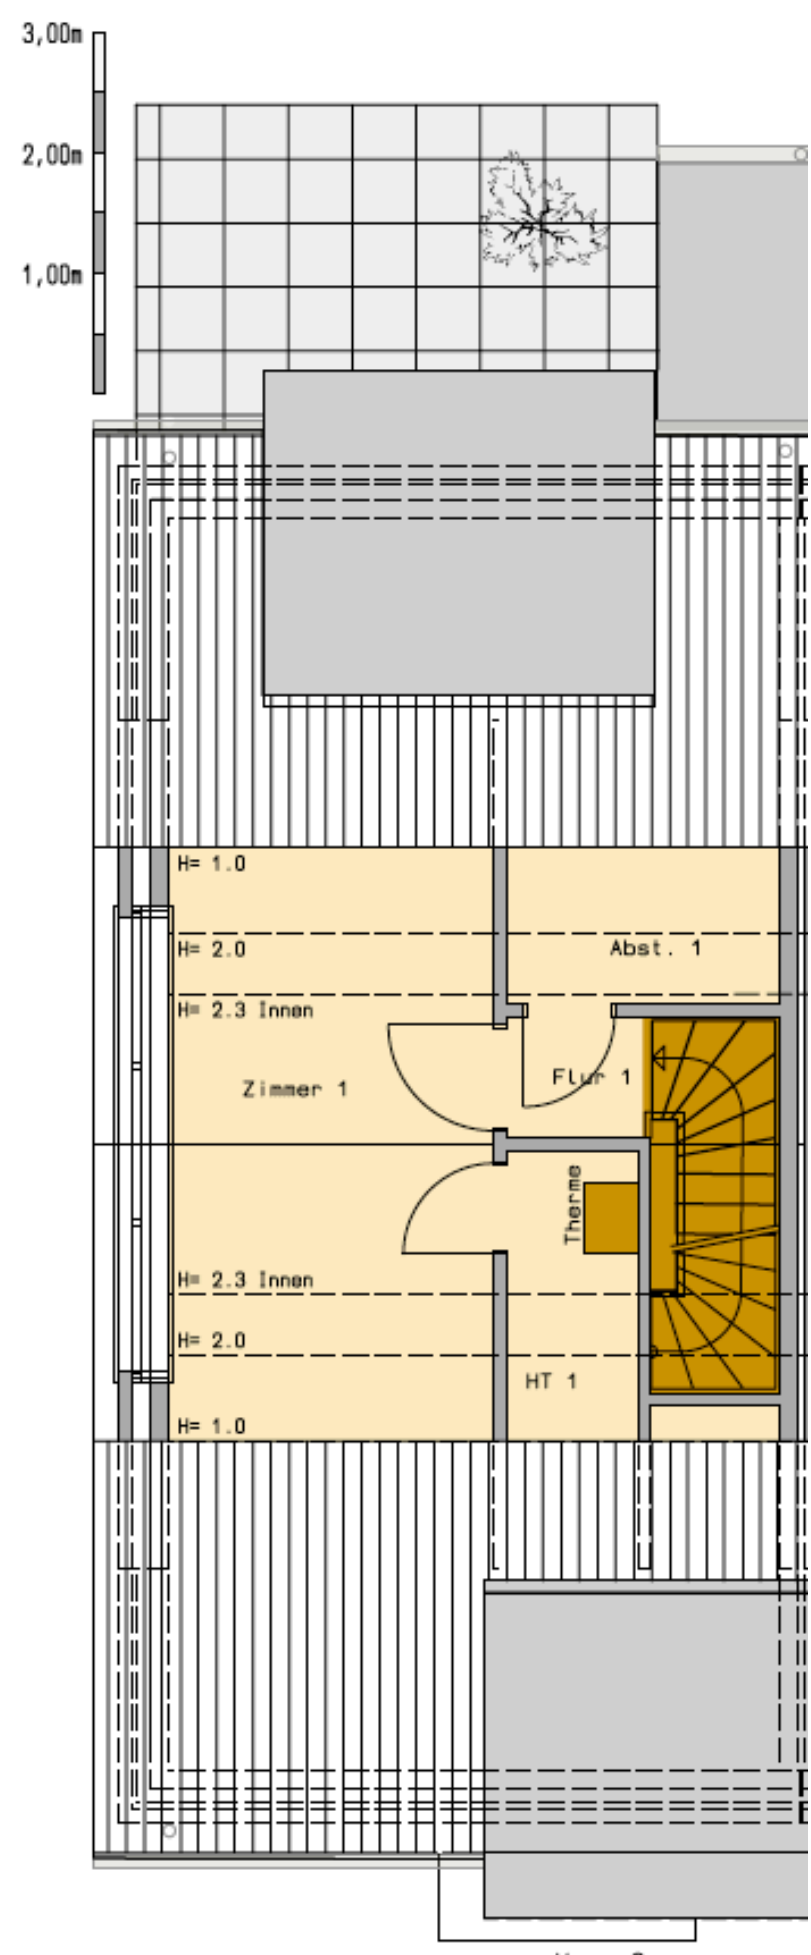 3,00m
2,00m
1,00m
H= 1.0
H= 2.0
Abst. 1
H= 2.3 Innen
Flur 1
Zimmer 1
Therme
H= 2.3 Innen
H= 2.0
HT 1
H= 1.0